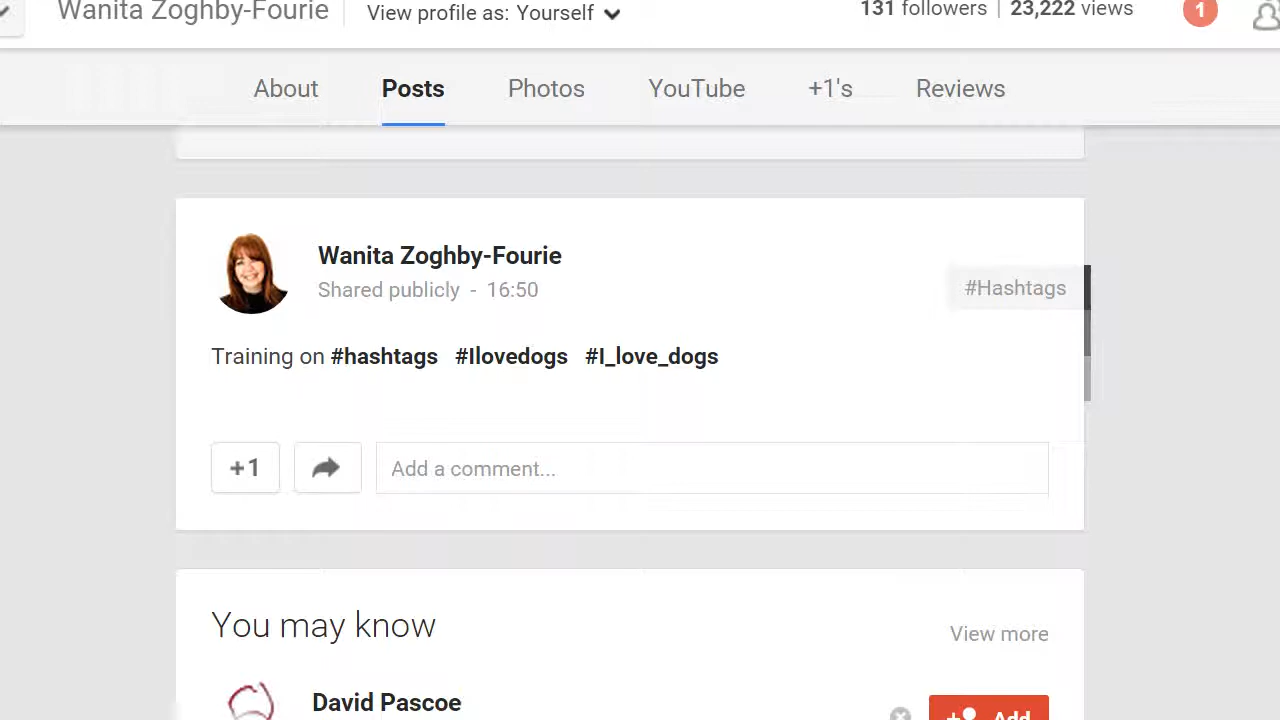 Wanita Zoghby-Fourie View profile as: Yourself 131 followers | 23,222 views 1
About Posts Photos YouTube +1's Reviews
Wanita Zoghby-Fourie
Shared publicly - 16:50
#Hashtags
Training on #hashtags #Ilovedogs #I_love_dogs
+1 Add a comment...
You may know
View more
David Pascoe
Add